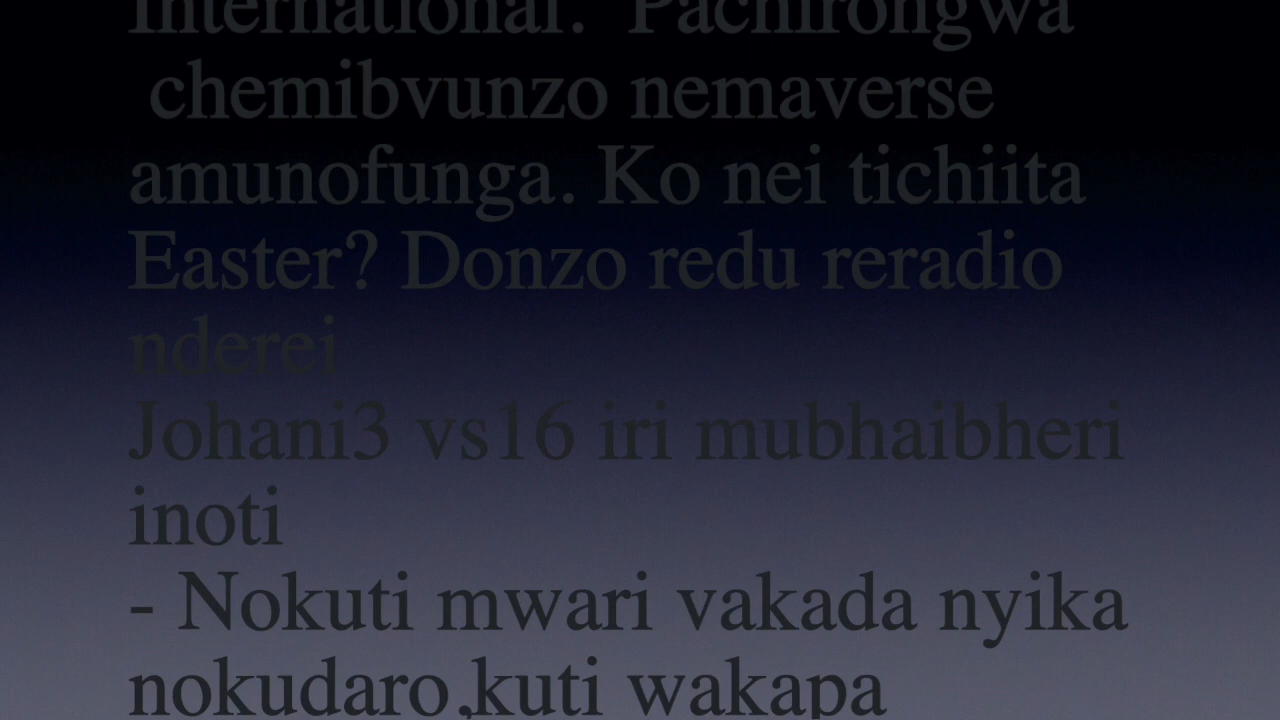 International.  Pachirongwa
chemibvunzo nemaverse
amunofunga. Ko nei tichiita
Easter? Donzo redu reradio
nderei
Johani3 vs16 iri mubhaibheri
inoti
- Nokuti mwari vakada nyika
nokudaro,kuti wakapa